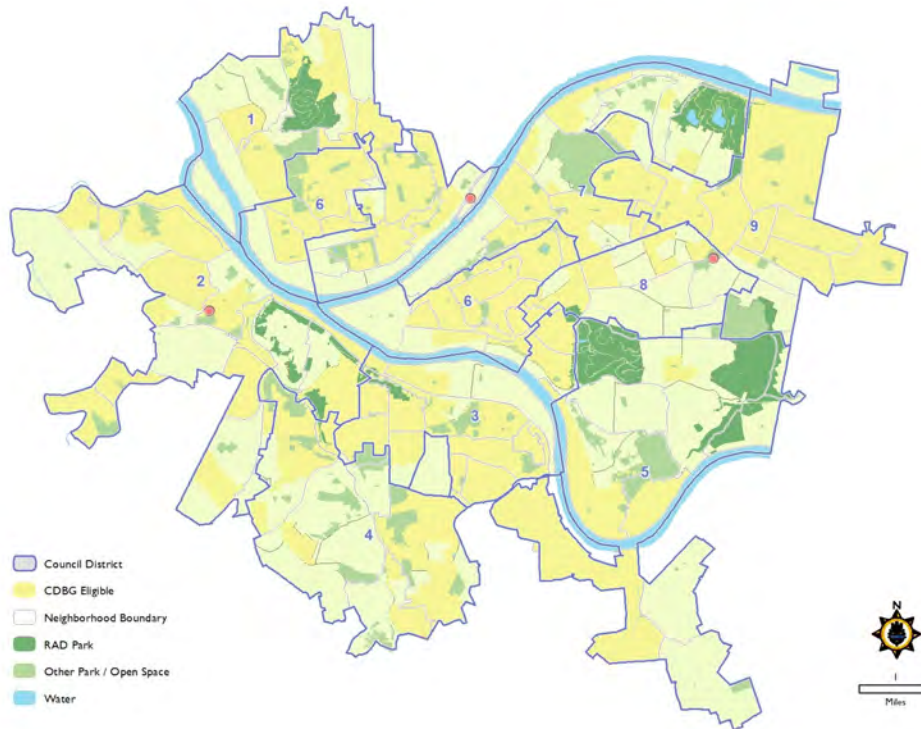 1
6
7
9
2
6
8
3
5
4
Council District
CDBG Eligible
Neighborhood Boundary
RAD Park
Other Park / Open Space
Water
N
1
Miles